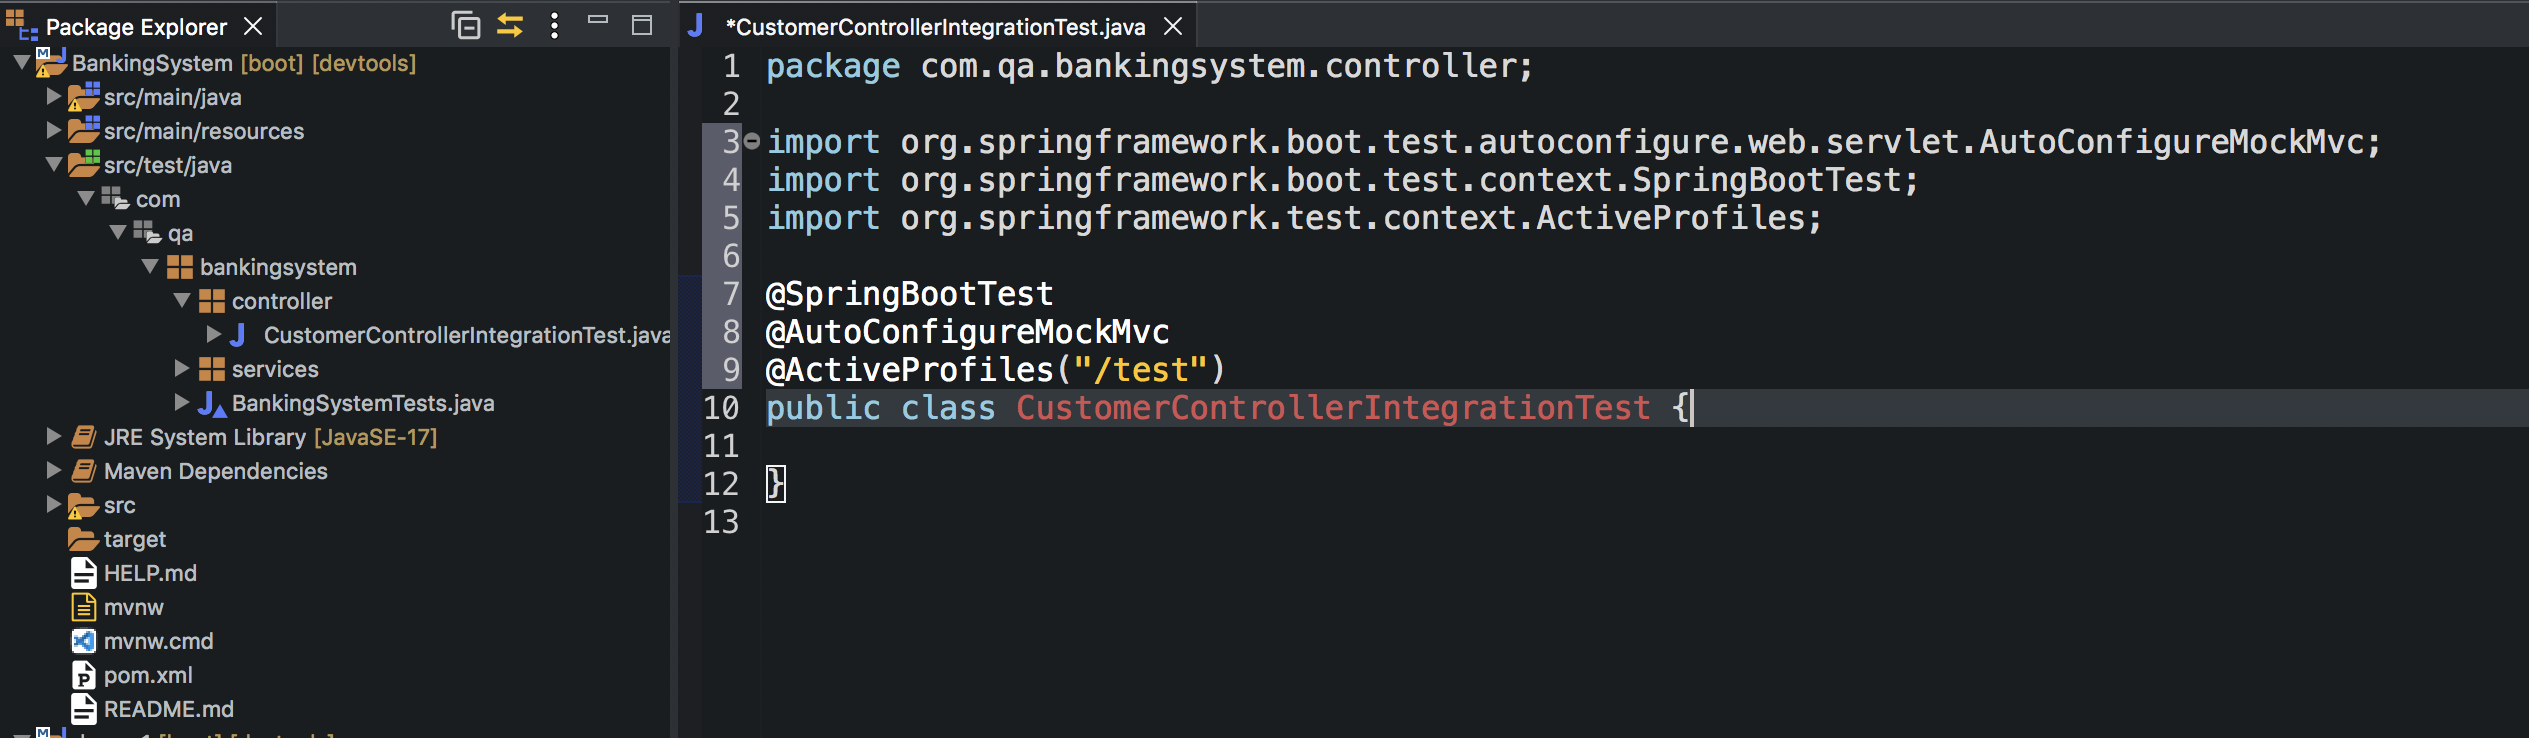 Package Explorer
BankingSystem [boot] [devtools]
src/main/java
src/main/resources
src/test/java
com
qa
bankingsystem
controller
CustomerControllerIntegrationTest.java
services
BankingSystemTests.java
JRE System Library [JavaSE-17]
Maven Dependencies
src
target
HELP.md
mvnw
mvnw.cmd
pom.xml
README.md
*CustomerControllerIntegrationTest.java
1 package com.qa.bankingsystem.controller;
2
3 import org.springframework.boot.test.autoconfigure.web.servlet.AutoConfigureMockMvc;
4 import org.springframework.boot.test.context.SpringBootTest;
5 import org.springframework.test.context.ActiveProfiles;
6
7 @SpringBootTest
8 @AutoConfigureMockMvc
9 @ActiveProfiles("/test")
10 public class CustomerControllerIntegrationTest {
11
12 }
13